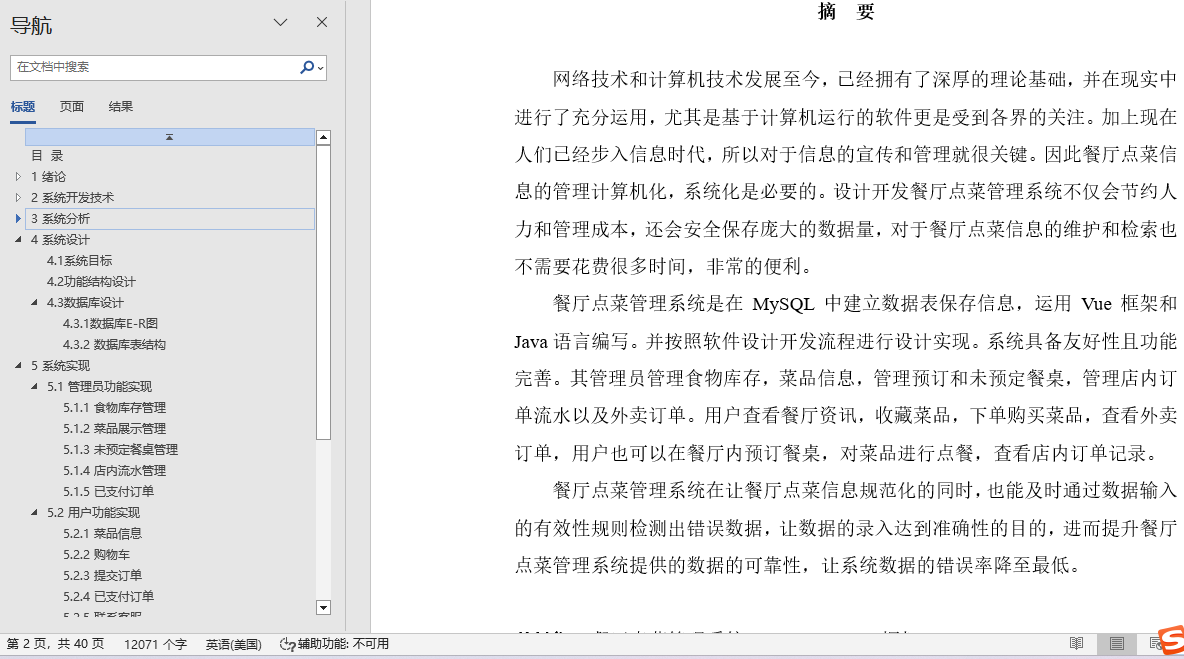 导航
在文档中搜索
标题 页面 结果
目 录
1 绪论
2 系统开发技术
3 系统分析
4 系统设计
4.1系统目标
4.2功能结构设计
4.3数据库设计
4.3.1数据库E-R图
4.3.2 数据库表结构
5 系统实现
5.1 管理员功能实现
5.1.1 食物库存管理
5.1.2 菜品展示管理
5.1.3 未预定餐桌管理
5.1.4 店内流水管理
5.1.5 已支付订单
5.2 用户功能实现
5.2.1 菜品信息
5.2.2 购物车
5.2.3 提交订单
5.2.4 已支付订单
5.2.5 联系客服
摘 要
网络技术和计算机技术发展至今，已经拥有了深厚的理论基础，并在现实中
进行了充分运用，尤其是基于计算机运行的软件更是受到各界的关注。加上现在
人们已经步入信息时代，所以对于信息的宣传和管理就很关键。因此餐厅点菜信
息的管理计算机化，系统化是必要的。设计开发餐厅点菜管理系统不仅会节约人
力和管理成本，还会安全保存庞大的数据量，对于餐厅点菜信息的维护和检索也
不需要花费很多时间，非常的便利。
餐厅点菜管理系统是在 MySQL 中建立数据表保存信息，运用 Vue 框架和
Java 语言编写。并按照软件设计开发流程进行设计实现。系统具备友好性且功能
完善。其管理员管理食物库存，菜品信息，管理预订和未预定餐桌，管理店内订
单流水以及外卖订单。用户查看餐厅资讯，收藏菜品，下单购买菜品，查看外卖
订单，用户也可以在餐厅内预订餐桌，对菜品进行点餐，查看店内订单记录。
餐厅点菜管理系统在让餐厅点菜信息规范化的同时，也能及时通过数据输入
的有效性规则检测出错误数据，让数据的录入达到准确性的目的，进而提升餐厅
点菜管理系统提供的数据的可靠性，让系统数据的错误率降至最低。
第 2 页，共 40 页 12071 个字 英语(美国) 辅助功能: 不可用